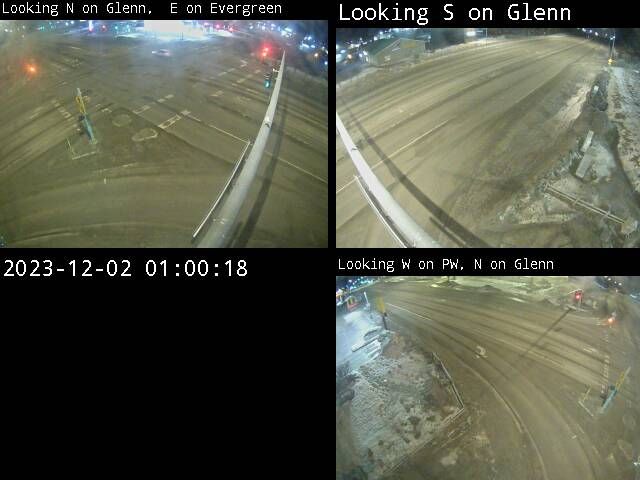 Looking N on Glenn, E on Evergreen
Looking S on Glenn
2023-12-02 01:00:18
Looking W on PW, N on Glenn